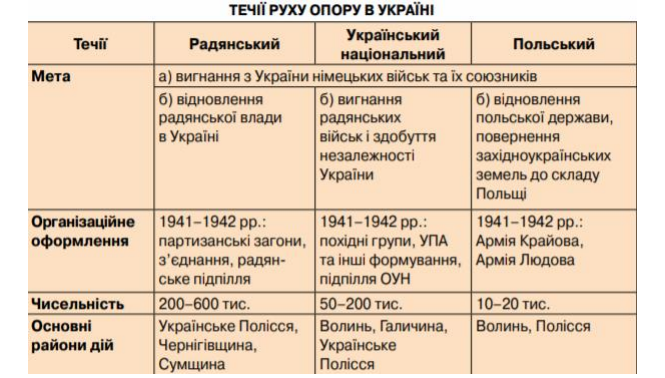 ТЕЧІЇ РУХУ ОПОРУ В УКРАЇНІ
Течії
Радянський
Український
національний
Польський
Мета
а) вигнання з України німецьких військ та їх союзників
б) відновлення
радянської влади
в Україні
б) вигнання
радянських
військ і здобуття
незалежності
України
б) відновлення
польської держави,
повернення
західноукраїнських
земель до складу
Польщі
Організаційне
оформлення
1941–1942 рр.:
партизанські загони,
з’єднання, радян-
ське підпілля
1941–1942 рр.:
похідні групи, УПА
та інші формування,
підпілля ОУН
1941–1942 рр.:
Армія Крайова,
Армія Людова
Чисельність
200–600 тис.
50–200 тис.
10–20 тис.
Основні
райони дій
Українське Полісся,
Чернігівщина,
Сумщина
Волинь, Галичина,
Українське
Полісся
Волинь, Полісся